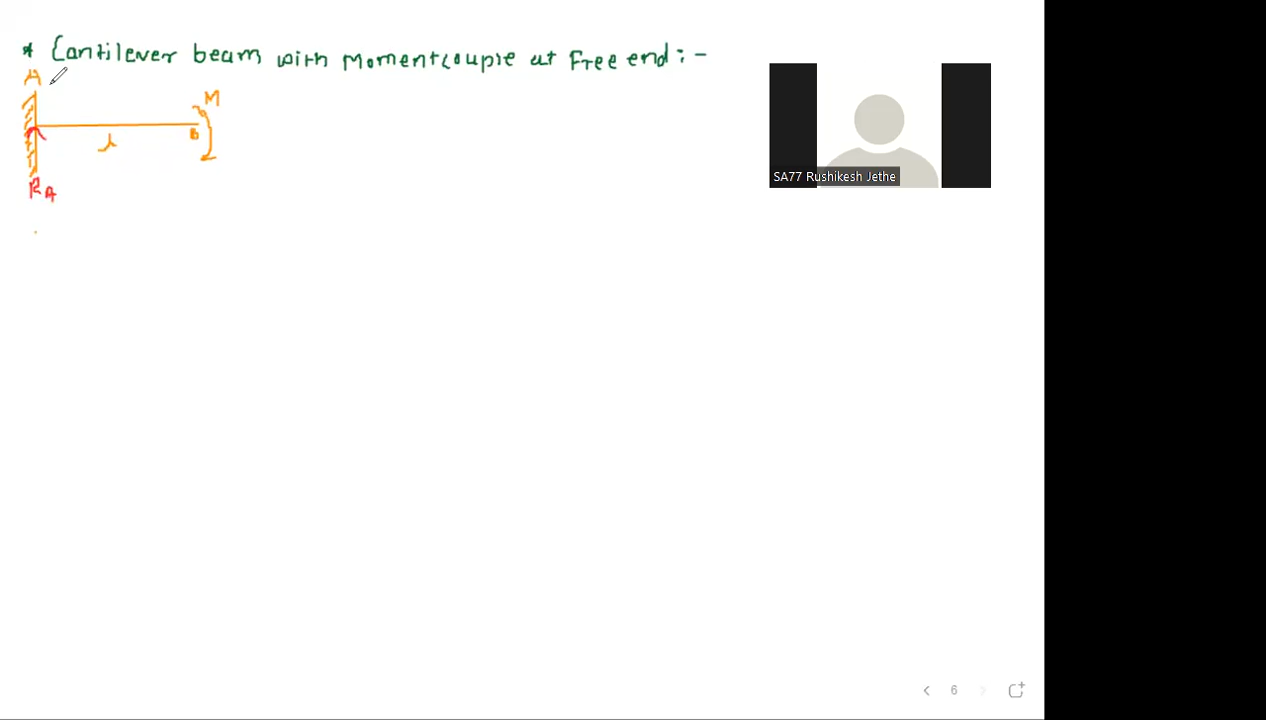 * Cantilever beam with Momentcouple at Free end : -
A
M
B
l
RA
SA77 Rushikesh Jethe
< 6 >